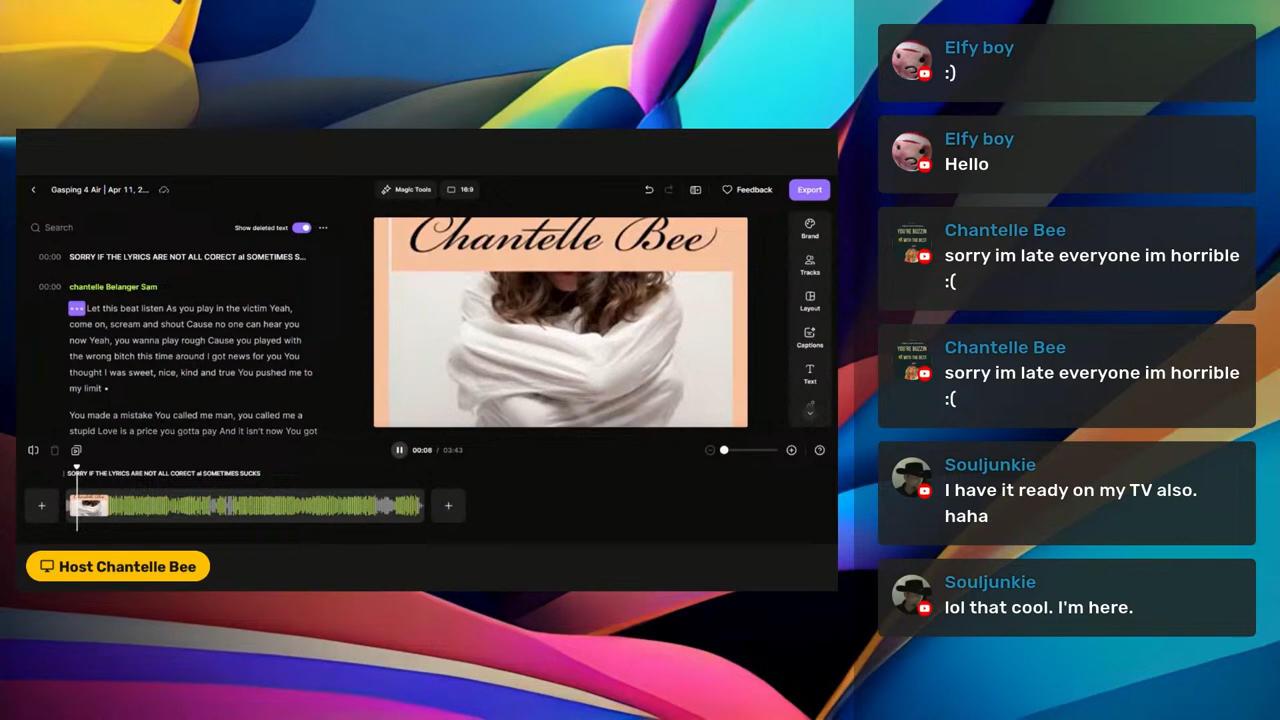 Gasping 4 Air | Apr 11, 2...
Magic Tools
16:9
Feedback
Export
Search
Show deleted text
00:00 SORRY IF THE LYRICS ARE NOT ALL CORECT aI SOMETIMES S...
00:00 chantelle Belanger Sam
Let this beat listen As you play in the victim Yeah,
come on, scream and shout Cause no one can hear you
now Yeah, you wanna play rough Cause you played with
the wrong bitch this time around I got news for you You
thought I was sweet, nice, kind and true You pushed me to
my limit •
You made a mistake You called me man, you called me a
stupid Love is a price you gotta pay And it isn't now You got
Chantelle Bee
Brand
Tracks
Layout
Captions
Text
00:08 / 03:43
SORRY IF THE LYRICS ARE NOT ALL CORECT aI SOMETIMES SUCKS
Host Chantelle Bee
Elfy boy
:)
Elfy boy
Hello
Chantelle Bee
sorry im late everyone im horrible
:(
Chantelle Bee
sorry im late everyone im horrible
:(
Souljunkie
I have it ready on my TV also.
haha
Souljunkie
lol that cool. I'm here.